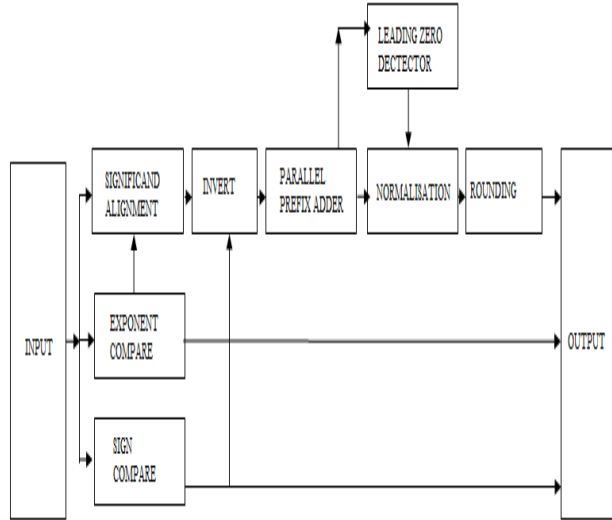 LEADING ZERO
DECTECTOR
SIGNIFICAND
ALIGNMENT
INVERT
PARALLEL
PREFIX ADDER
NORMALISATION
ROUNDING
INPUT
EXPONENT
COMPARE
OUTPUT
SIGN
COMPARE